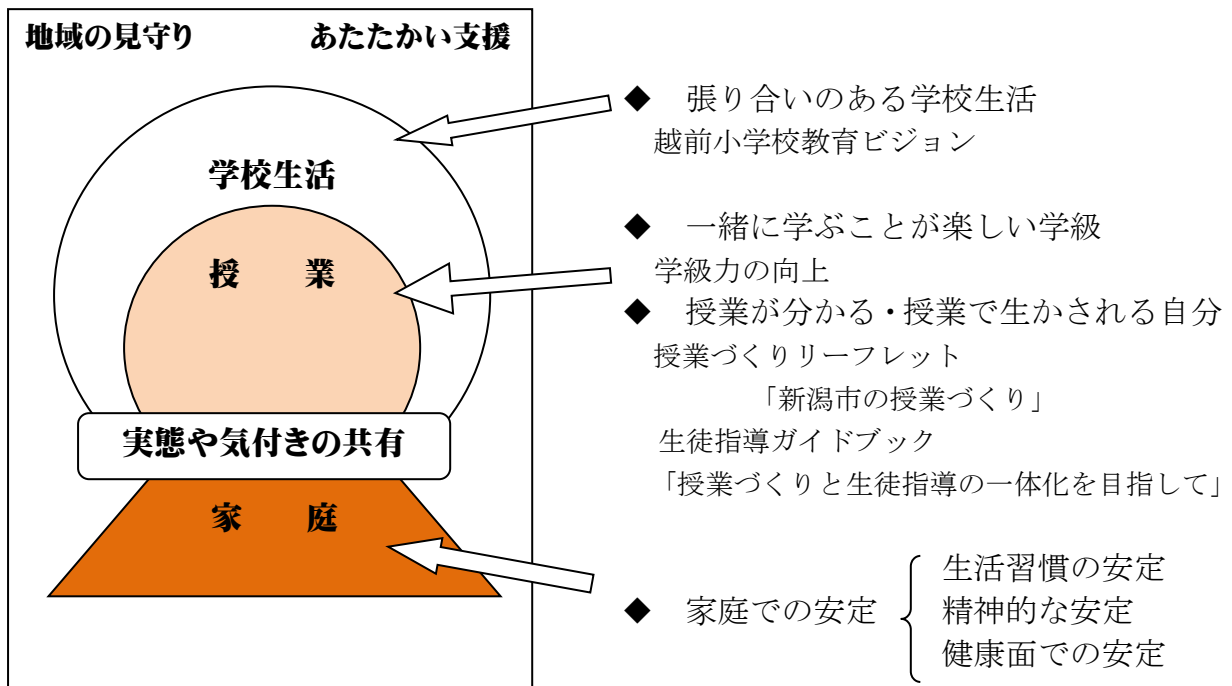 地域の見守り　　　あたたかい支援
学校生活
授　業
実態や気付きの共有
家　庭
◆　張り合いのある学校生活
越前小学校教育ビジョン
◆　一緒に学ぶことが楽しい学級
学級力の向上
◆　授業が分かる・授業で生かされる自分
授業づくりリーフレット
「新潟市の授業づくり」
生徒指導ガイドブック
「授業づくりと生徒指導の一体化を目指して」
◆　家庭での安定
生活習慣の安定
精神的な安定
健康面での安定